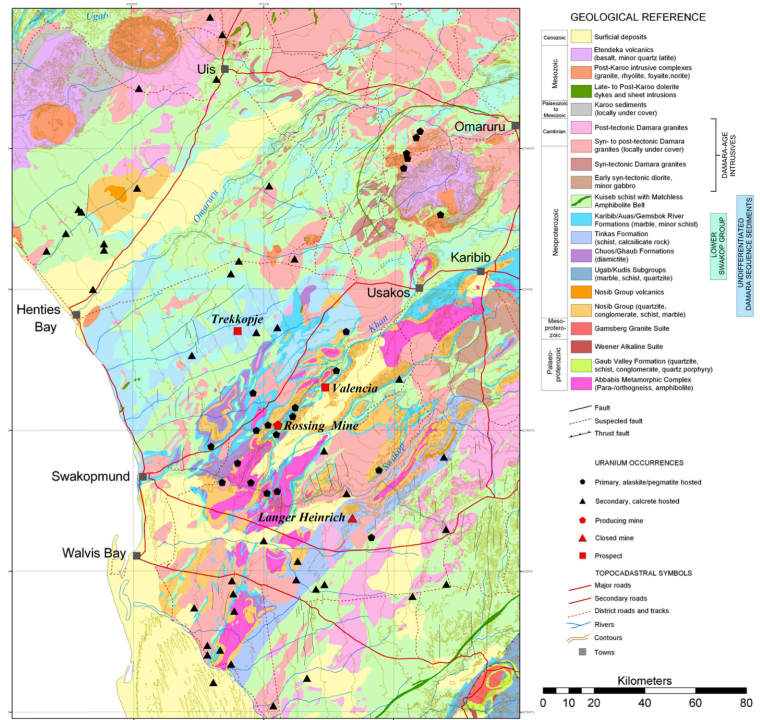 Ugab
Uis
Omaruru
Omaruru
Karibib
Usakos
Khan
Henties
Bay
Trekkopje
Valencia
Rossing Mine
Swakop
Swakopmund
Langer Heinrich
Walvis Bay
GEOLOGICAL REFERENCE
Cenozoic
Surficial deposits
Mesozoic
Etendeka volcanics
(basalt, minor quartz latite)
Post-Karoo intrusive complexes
(granite, rhyolite, foyaite,norite)
Late- to Post-Karoo dolerite
dykes and sheet intrusions
Palaeozoic
to
Mesozoic
Karoo sediments
(locally under cover)
Cambrian
Post-tectonic Damara granites
Syn- to post-tectonic Damara
granites (locally under cover)
Syn-tectonic Damara granites
Early syn-tectonic diorite,
minor gabbro
DAMARA-AGE
INTRUSIVES
Neoproterozoic
Kuiseb schist with Matchless
Amphibolite Belt
Karibib/Auas/Gemsbok River
Formations (marble, minor schist)
Tinkas Formation
(schist, calcsilicate rock)
Chuos/Ghaub Formations
(diamictite)
Ugab/Kudis Subgroups
(marble, schist, quartzite)
Nosib Group volcanics
Nosib Group (quartzite,
conglomerate, schist, marble)
LOWER
SWAKOP GROUP
UNDIFFERENTIATED
DAMARA SEQUENCE SEDIMENTS
Meso-
protero-
zoic
Gamsberg Granite Suite
Palaeo-
proterozoic
Weener Alkaline Suite
Gaub Valley Formation (quartzite,
schist, conglomerate, quartz porphyry)
Abbabis Metamorphic Complex
(Para-/orthogneiss, amphibolite)
Fault
Suspected fault
Thrust fault
URANIUM OCCURRENCES
Primary, alaskite/pegmatite hosted
Secondary, calcrete hosted
Producing mine
Closed mine
Prospect
TOPOCADASTRAL SYMBOLS
Major roads
Secondary roads
District roads and tracks
Rivers
Contours
Towns
Kilometers
0 5 10 20 40 60 80